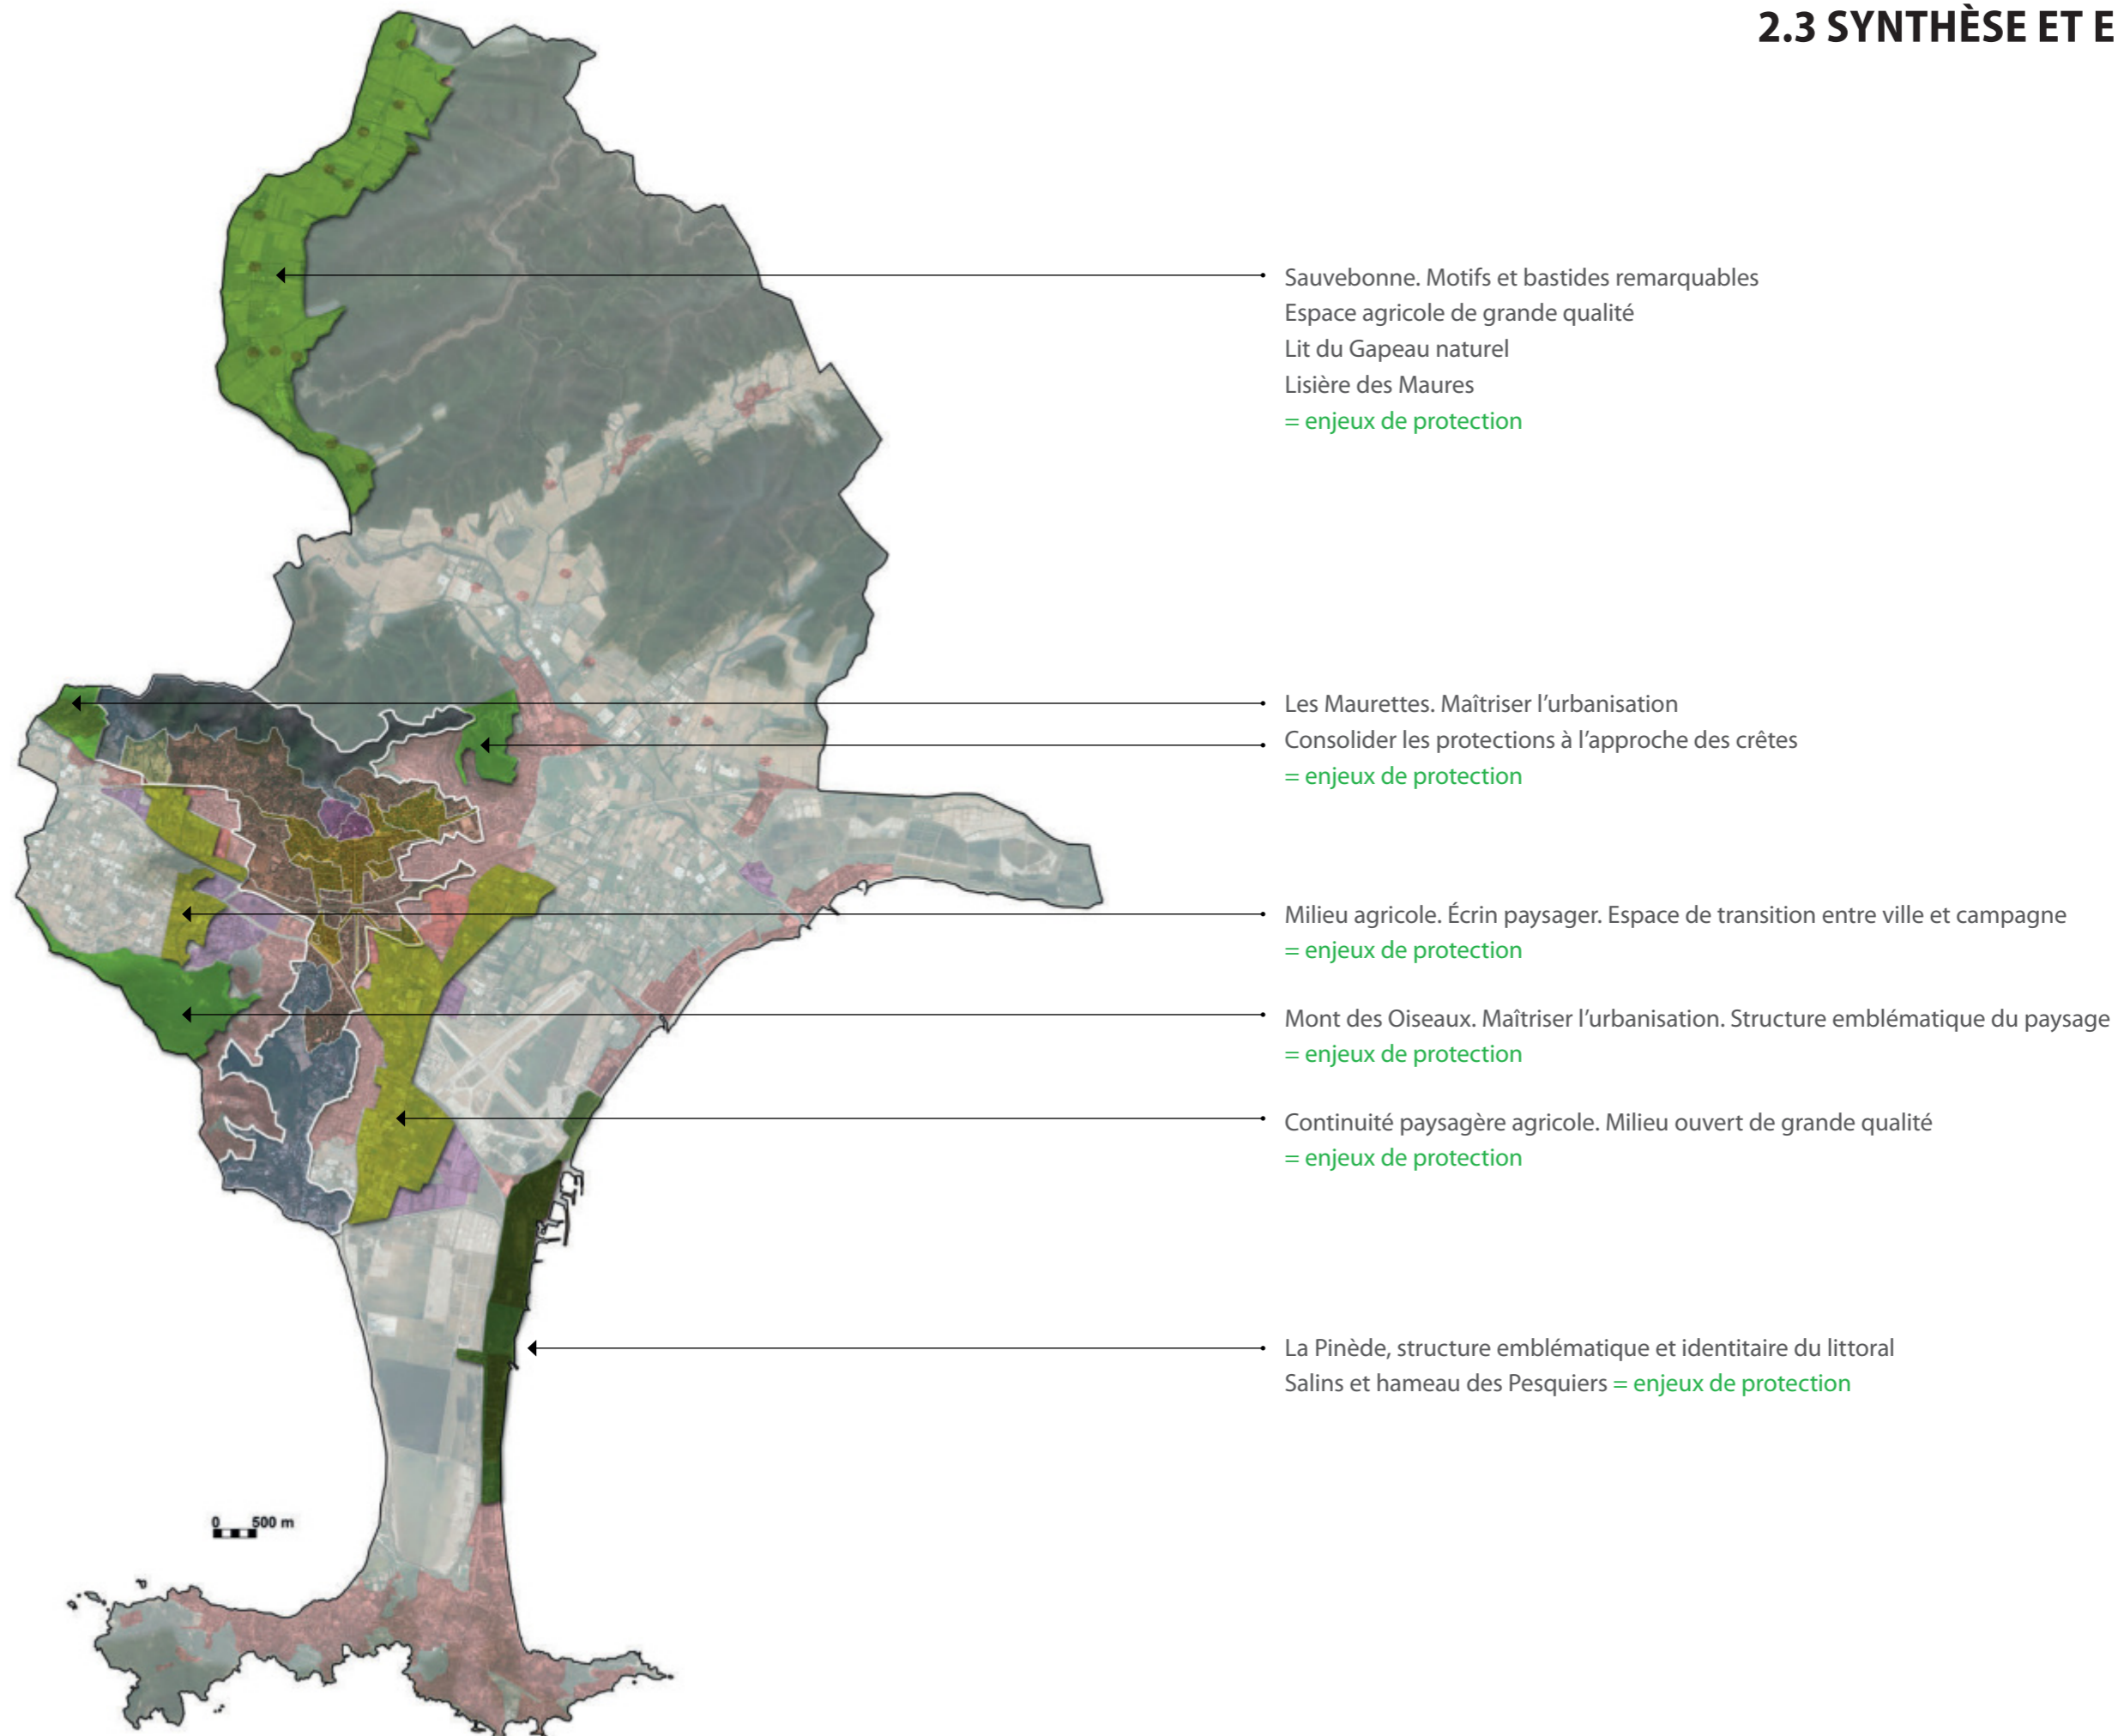 2.3 SYNTHÈSE ET E
Sauvebonne. Motifs et bastides remarquables
Espace agricole de grande qualité
Lit du Gapeau naturel
Lisière des Maures
= enjeux de protection
Les Maurettes. Maîtriser l’urbanisation
Consolider les protections à l’approche des crêtes
= enjeux de protection
Milieu agricole. Écrin paysager. Espace de transition entre ville et campagne
= enjeux de protection
Mont des Oiseaux. Maîtriser l’urbanisation. Structure emblématique du paysage
= enjeux de protection
Continuité paysagère agricole. Milieu ouvert de grande qualité
= enjeux de protection
La Pinède, structure emblématique et identitaire du littoral
Salins et hameau des Pesquiers = enjeux de protection
0 500 m